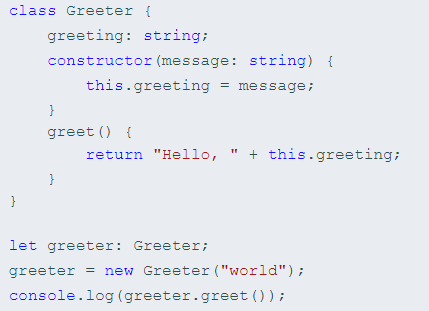 class Greeter {
    greeting: string;
    constructor(message: string) {
        this.greeting = message;
    }
    greet() {
        return "Hello, " + this.greeting;
    }
}

let greeter: Greeter;
greeter = new Greeter("world");
console.log(greeter.greet());